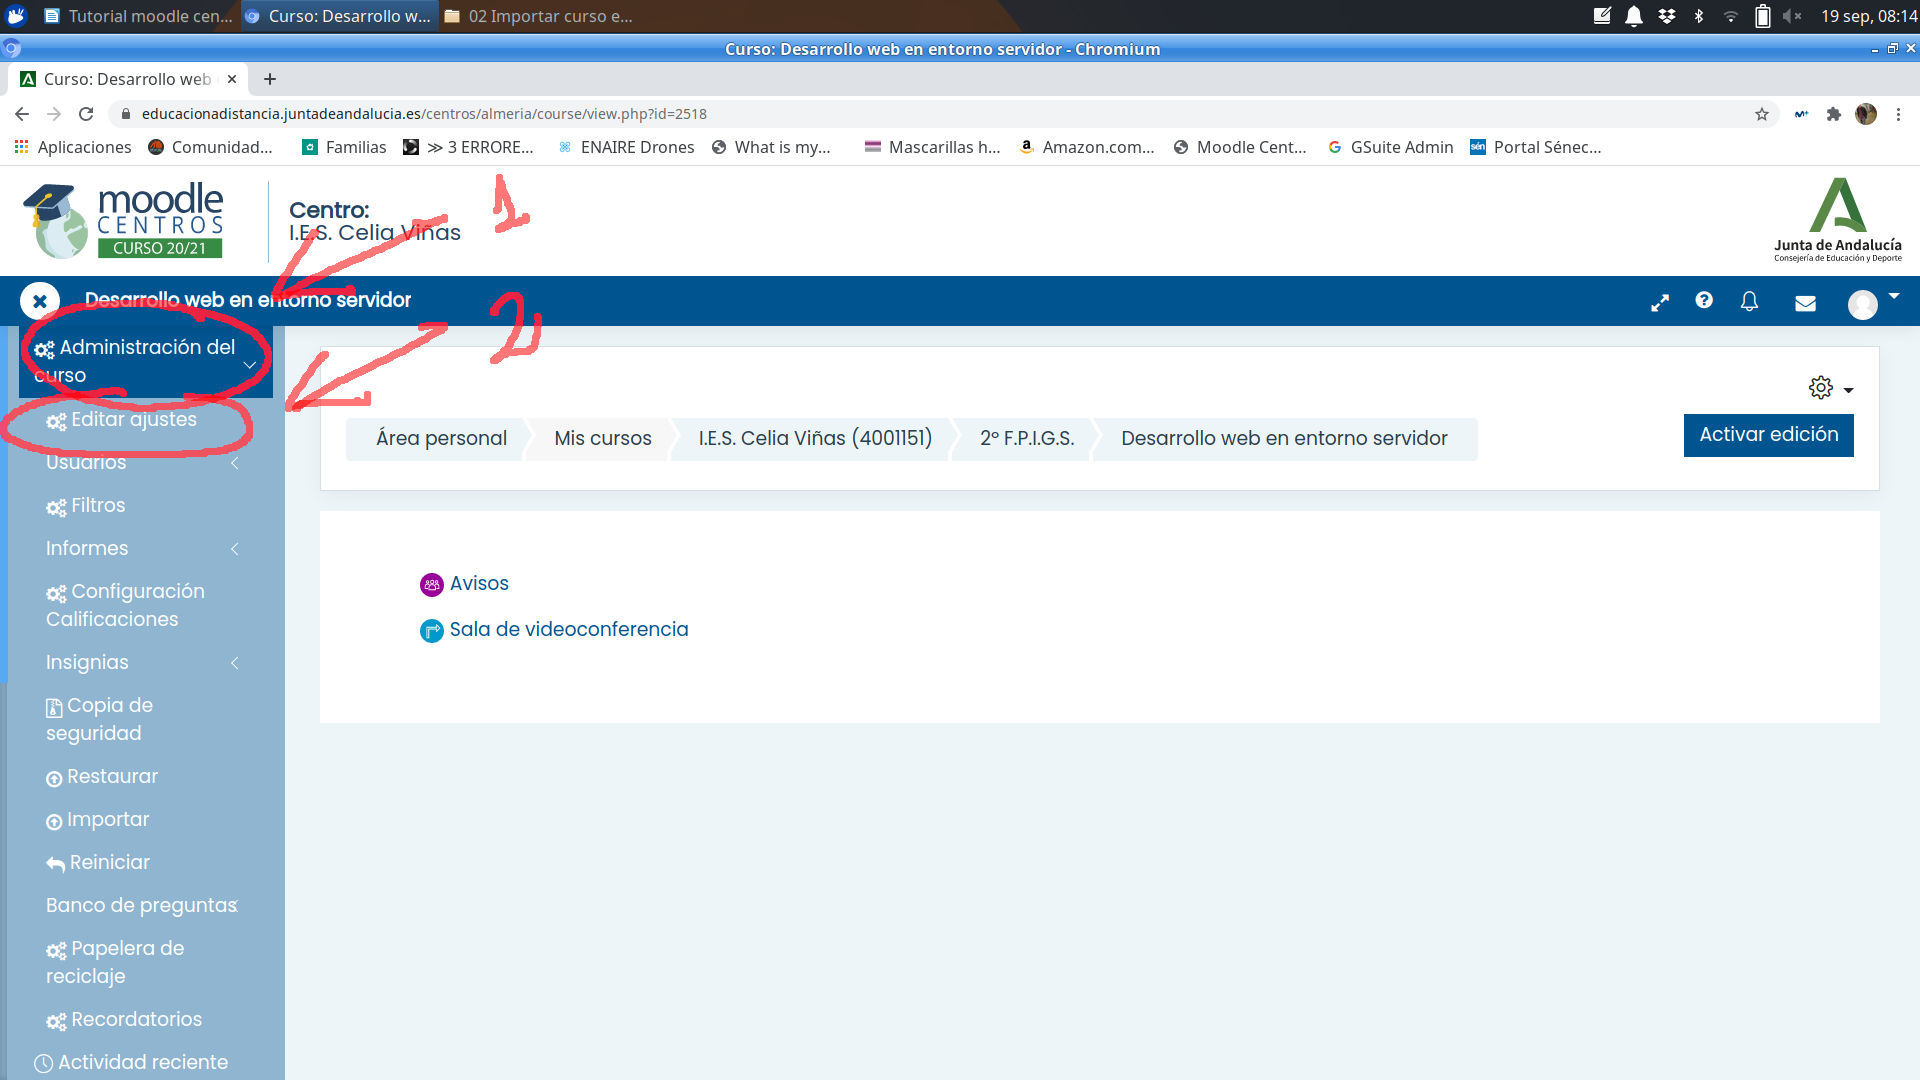 Tutorial moodle cen...
Curso: Desarrollo w...
02 Importar curso e...
19 sep, 08:14
Curso: Desarrollo web en entorno servidor - Chromium
Curso: Desarrollo web
educacionadistancia.juntadeandalucia.es/centros/almeria/course/view.php?id=2518
Aplicaciones
Comunidad...
Familias
≫ 3 ERRORE...
ENAIRE Drones
What is my...
Mascarillas h...
Amazon.com...
Moodle Cent...
GSuite Admin
Portal Sénec...
moodle
CENTROS
CURSO 20/21
Centro:
I.E.S. Celia Viñas
1
Junta de Andalucía
Consejería de Educación y Deporte
Desarrollo web en entorno servidor
2
Administración del
curso
Editar ajustes
Usuarios
Filtros
Informes
Configuración
Calificaciones
Insignias
Copia de
seguridad
Restaurar
Importar
Reiniciar
Banco de preguntas
Papelera de
reciclaje
Recordatorios
Actividad reciente
Área personal
Mis cursos
I.E.S. Celia Viñas (4001151)
2º F.P.I.G.S.
Desarrollo web en entorno servidor
Activar edición
Avisos
Sala de videoconferencia